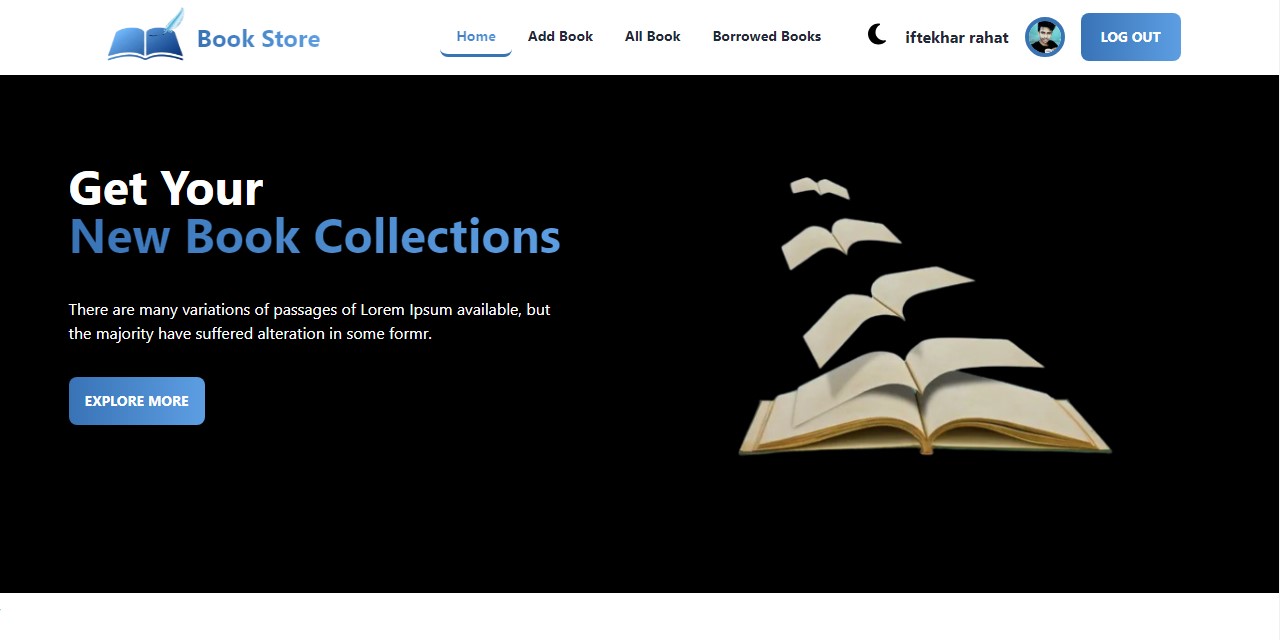 Book Store
Home
Add Book
All Book
Borrowed Books
iftekhar rahat
LOG OUT
Get Your
New Book Collections
There are many variations of passages of Lorem Ipsum available, but
the majority have suffered alteration in some formr.
EXPLORE MORE